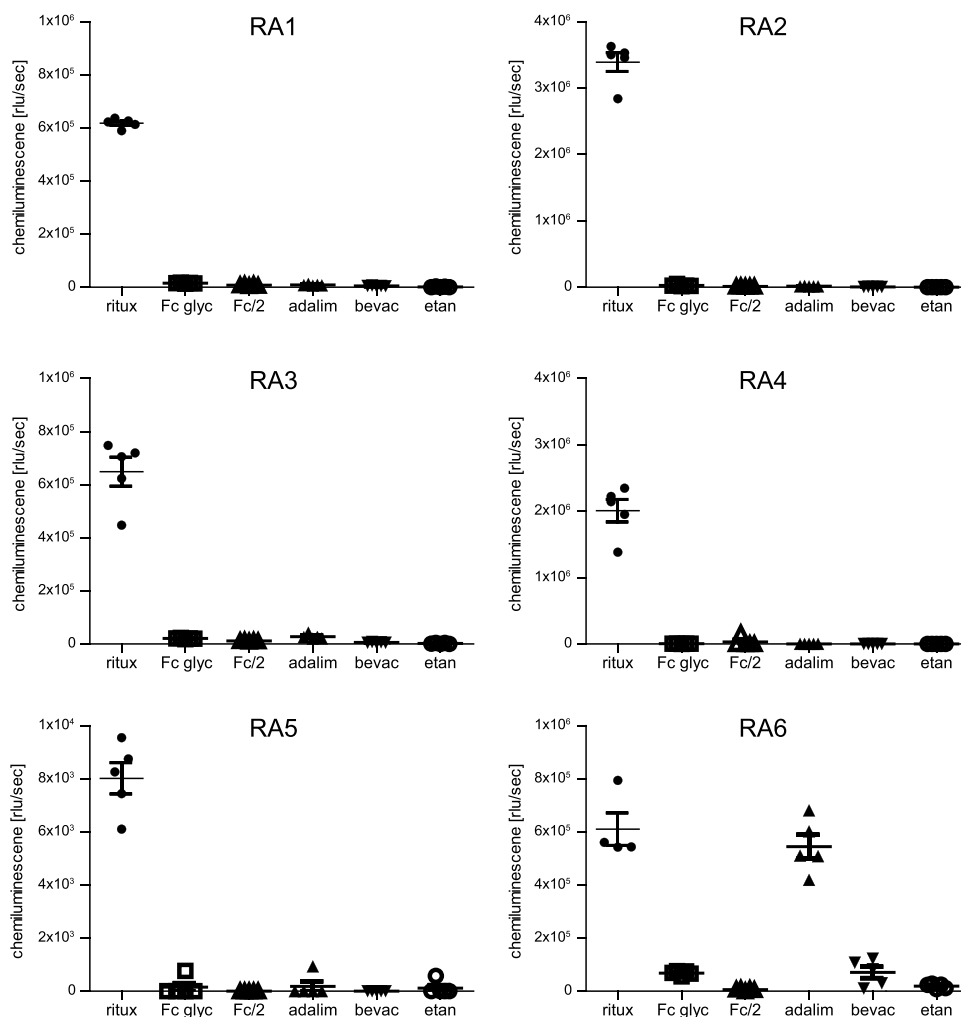 RA1
chemiluminescene [rlu/sec]
1x10⁶
8x10⁵
6x10⁵
4x10⁵
2x10⁵
0
ritux Fc glyc Fc/2 adalim bevac etan
RA2
chemiluminescene [rlu/sec]
4x10⁶
3x10⁶
2x10⁶
1x10⁶
0
ritux Fc glyc Fc/2 adalim bevac etan
RA3
chemiluminescene [rlu/sec]
1x10⁶
8x10⁵
6x10⁵
4x10⁵
2x10⁵
0
ritux Fc glyc Fc/2 adalim bevac etan
RA4
chemiluminescene [rlu/sec]
4x10⁶
3x10⁶
2x10⁶
1x10⁶
0
ritux Fc glyc Fc/2 adalim bevac etan
RA5
chemiluminescene [rlu/sec]
1x10⁴
8x10³
6x10³
4x10³
2x10³
0
ritux Fc glyc Fc/2 adalim bevac etan
RA6
chemiluminescene [rlu/sec]
1x10⁶
8x10⁵
6x10⁵
4x10⁵
2x10⁵
0
ritux Fc glyc Fc/2 adalim bevac etan